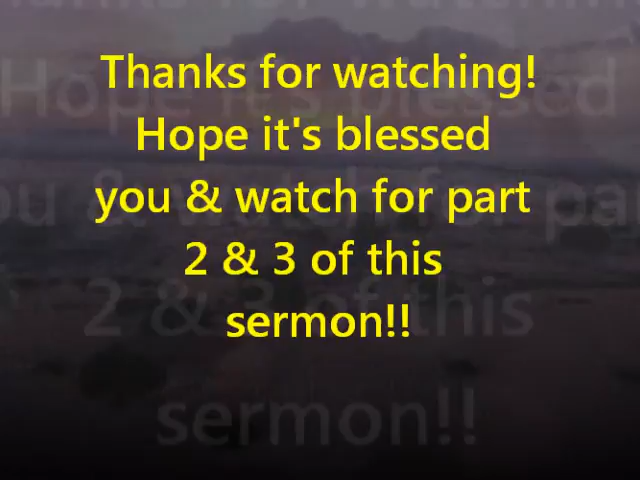 Thanks for watching!
Hope it's blessed
you & watch for part
2 & 3 of this
sermon!!